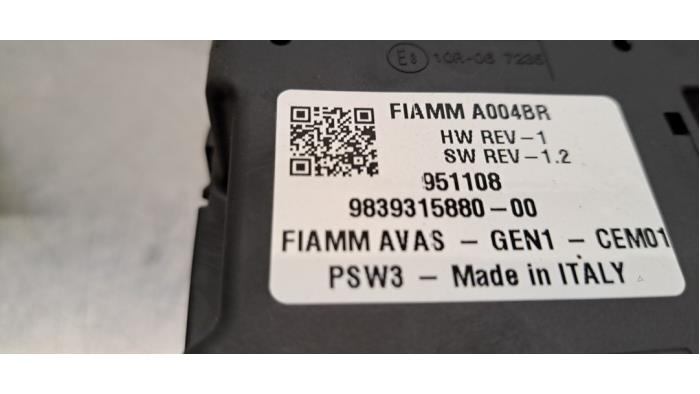 E3 10R-06 7236
FIAMM A004BR
HW REV-1
SW REV-1.2
951108
9839315880-00
FIAMM AVAS - GEN1 - CEM01
PSW3 - Made in ITALY